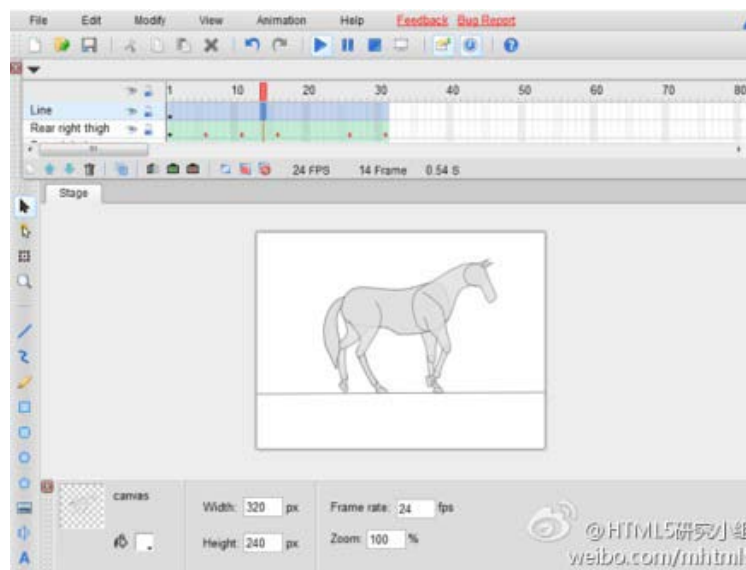 File Edit Modify View Animation Help Feedback Bug Report
1 10 20 30 40 50 60 70 80
Line
Rear right thigh
24 FPS 14 Frame 0.54 S
Stage
canvas
Width: 320 px Frame rate: 24 fps
Height: 240 px Zoom: 100 %
A
@HTML5研究小组
weibo.com/mhtml